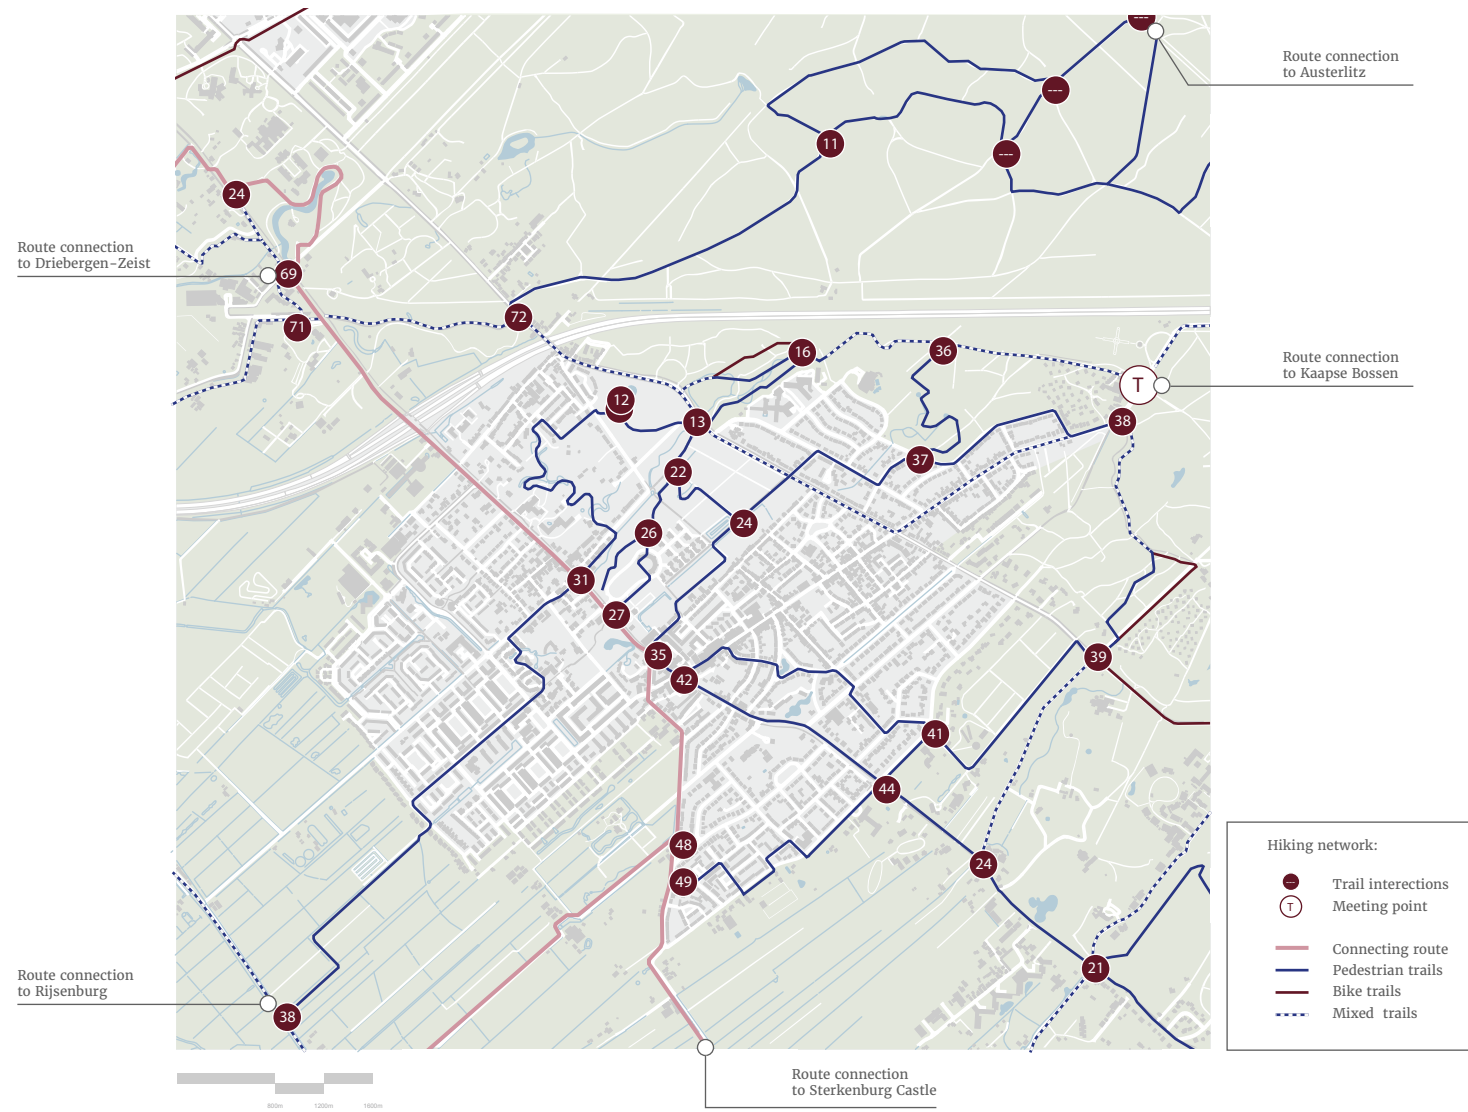 Route connection
to Austerlitz
---
---
11
---
24
Route connection
to Driebergen-Zeist
69
71
72
16
36
Route connection
to Kaapse Bossen
T
12
13
38
22
37
24
26
31
27
35
42
39
41
44
48
49
24
21
Route connection
to Rijsenburg
38
Route connection
to Sterkenburg Castle
800m
1200m
1600m
Hiking network:
---
Trail interections
T
Meeting point
Connecting route
Pedestrian trails
Bike trails
Mixed trails